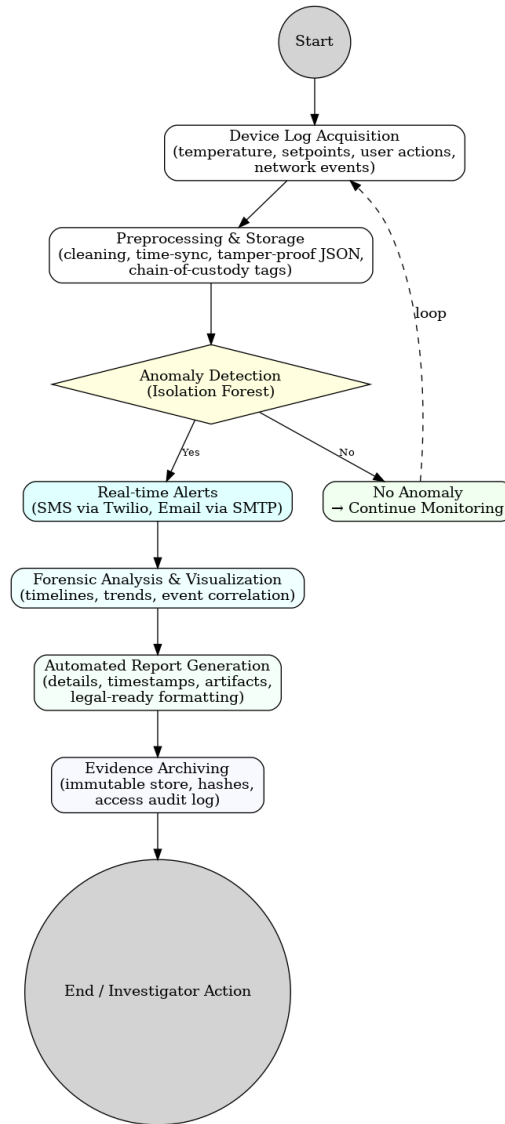 Start
Device Log Acquisition
(temperature, setpoints, user actions,
network events)
Preprocessing & Storage
(cleaning, time-sync, tamper-proof JSON,
chain-of-custody tags)
loop
Anomaly Detection
(Isolation Forest)
Yes
No
Real-time Alerts
(SMS via Twilio, Email via SMTP)
No Anomaly
→ Continue Monitoring
Forensic Analysis & Visualization
(timelines, trends, event correlation)
Automated Report Generation
(details, timestamps, artifacts,
legal-ready formatting)
Evidence Archiving
(immutable store, hashes,
access audit log)
End / Investigator Action